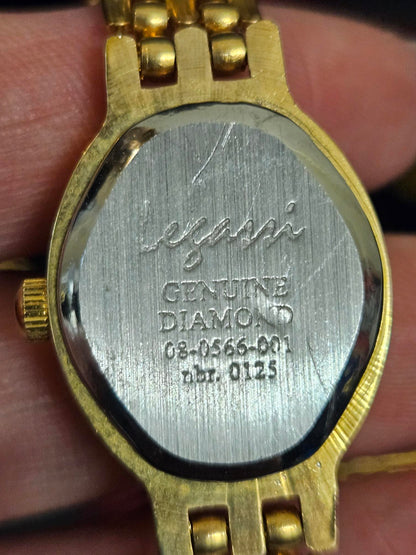 Legassi
GENUINE
DIAMOND
08-0566-001
nbr. 0125